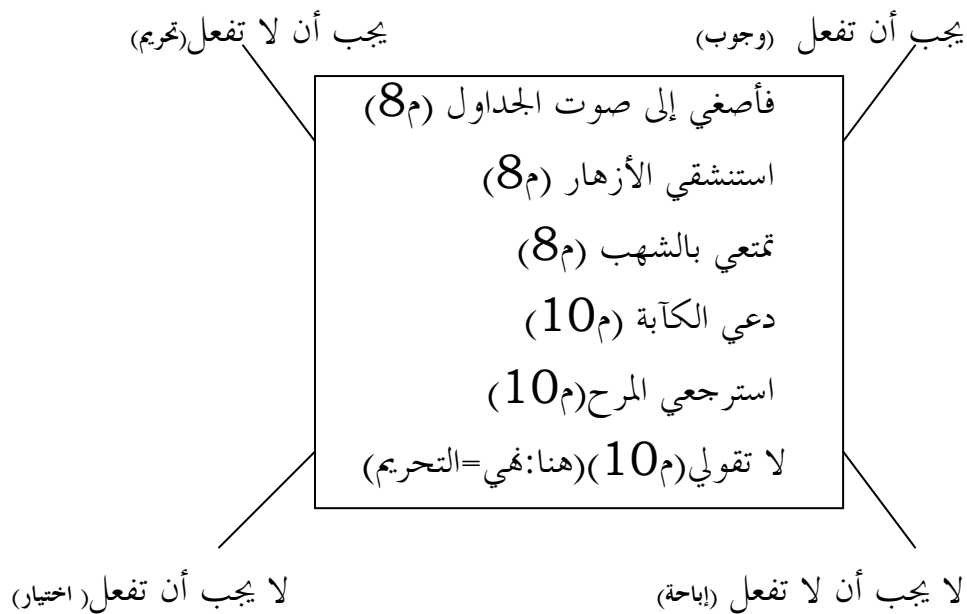 يجب أن تفعل (وجوب) يجب أن لا تفعل(تحريم)
فأصغي إلى صوت الجداول (م8)
استنشقي الأزهار (م8)
تمتعي بالشهب (م8)
دعي الكآبة (م10)
استرجعي المرح(م10)
لا تقولي(م10)(هنا:نهي=التحريم)
لا يجب أن لا تفعل (إباحة) لا يجب أن تفعل( اختيار)